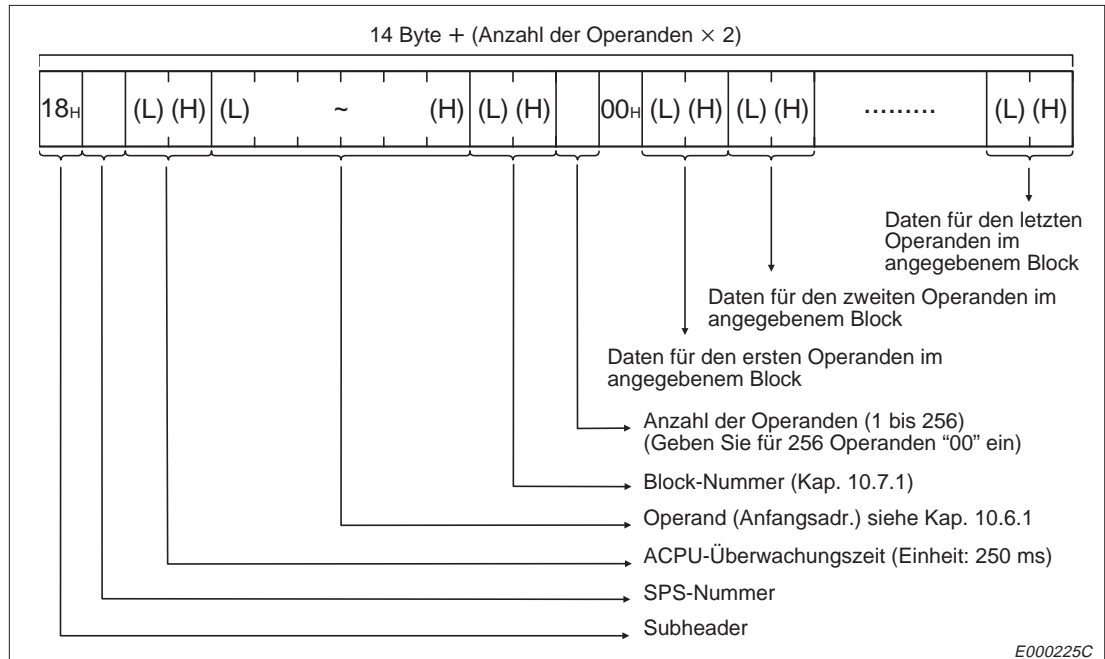 14 Byte + (Anzahl der Operanden × 2)
18H (L) (H) (L) ~ (H) (L) (H) 00H (L) (H) (L) (H) ········· (L) (H)
Daten für den letzten
Operanden im
angegebenem Block
Daten für den zweiten Operanden im
angegebenem Block
Daten für den ersten Operanden im
angegebenem Block
Anzahl der Operanden (1 bis 256)
(Geben Sie für 256 Operanden “00” ein)
Block-Nummer (Kap. 10.7.1)
Operand (Anfangsadr.) siehe Kap. 10.6.1
ACPU-Überwachungszeit (Einheit: 250 ms)
SPS-Nummer
Subheader
E000225C